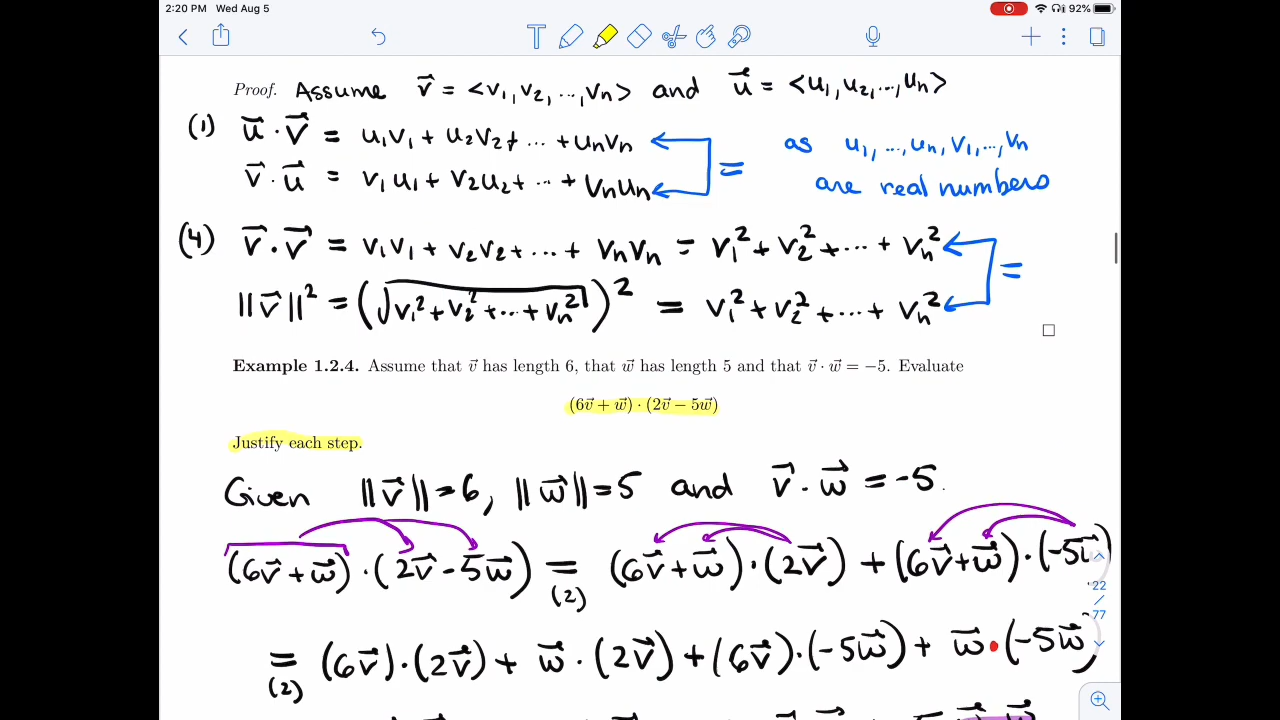 2:20 PM Wed Aug 5 92%
Proof. Assume v⃗ = <v₁, v₂, ..., vₙ> and u⃗ = <u₁, u₂, ..., uₙ>
(1) u⃗ · v⃗ = u₁v₁ + u₂v₂ + ... + uₙvₙ
= as u₁, ..., uₙ, v₁, ..., vₙ
v⃗ · u⃗ = v₁u₁ + v₂u₂ + ... + vₙuₙ
are real numbers
(4) v⃗ · v⃗ = v₁v₁ + v₂v₂ + ... + vₙvₙ = v₁² + v₂² + ... + vₙ²
=
||v⃗||² = (√(v₁² + v₂² + ... + vₙ²))² = v₁² + v₂² + ... + vₙ²
□
Example 1.2.4. Assume that v⃗ has length 6, that w⃗ has length 5 and that v⃗ · w⃗ = −5. Evaluate
(6v⃗ + w⃗) · (2v⃗ − 5w⃗)
Justify each step.
Given ||v⃗|| = 6, ||w⃗|| = 5 and v⃗ · w⃗ = -5.
(6v⃗ + w⃗) · (2v⃗ - 5w⃗) = (6v⃗ + w⃗) · (2v⃗) + (6v⃗ + w⃗) · (-5w⃗)
(2)
22
/
77
= (6v⃗) · (2v⃗) + w⃗ · (2v⃗) + (6v⃗) · (-5w⃗) + w⃗ · (-5w⃗)
(2)